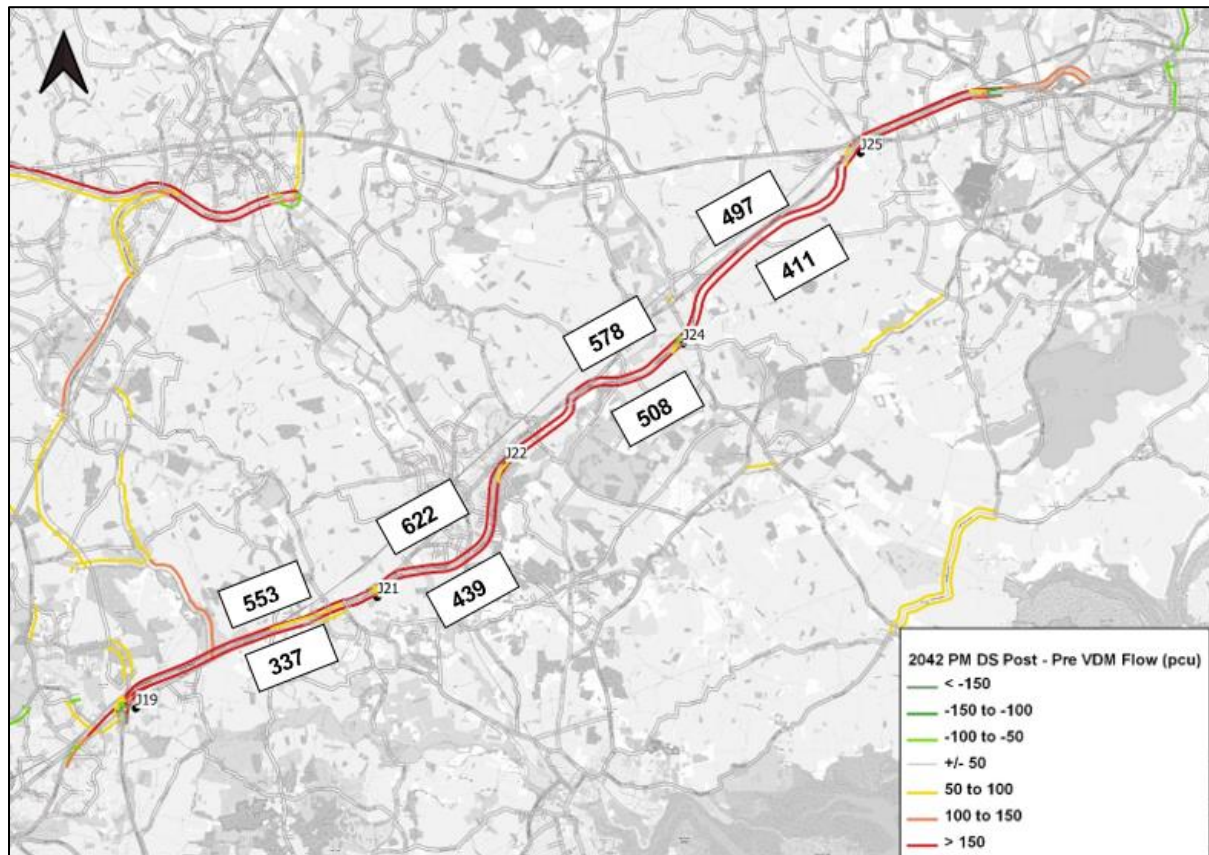 J25
497
411
578
J24
508
J22
622
J21
439
553
337
J19
2042 PM DS Post - Pre VDM Flow (pcu)
< -150
-150 to -100
-100 to -50
+/- 50
50 to 100
100 to 150
> 150